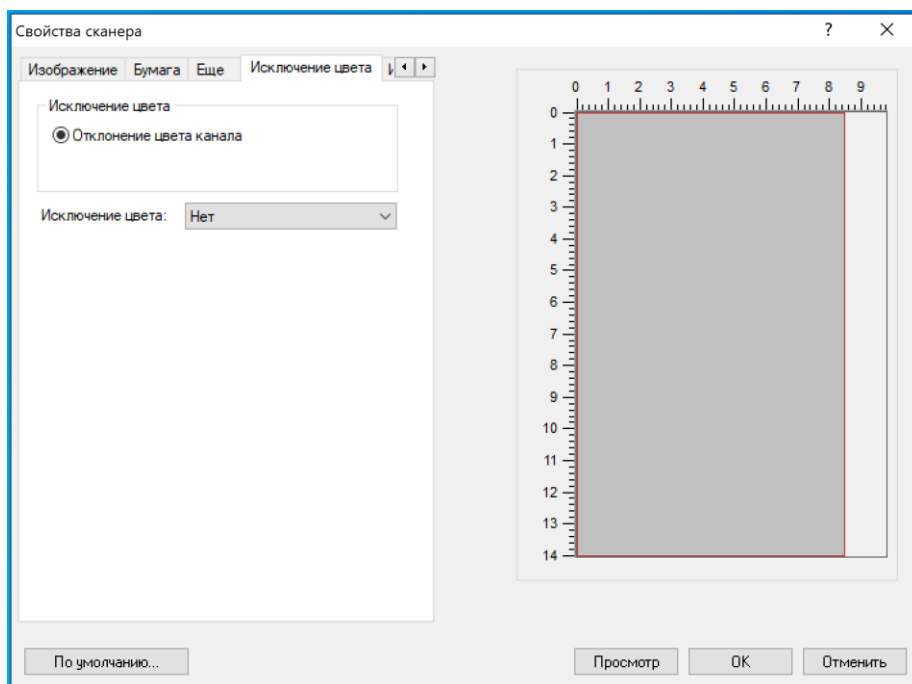 Свойства сканера ?
Изображение Бумага Еще Исключение цвета
Исключение цвета
Отклонение цвета канала
Исключение цвета: Нет
0 1 2 3 4 5 6 7 8 9
0
1
2
3
4
5
6
7
8
9
10
11
12
13
14
По умолчанию... Просмотр OK Отменить